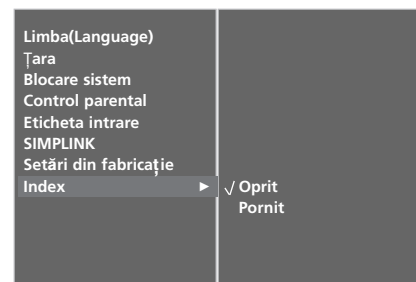 Limba(Language)
Țara
Blocare sistem
Control parental
Eticheta intrare
SIMPLINK
Setări din fabricație
Index ►
√ Oprit
Pornit